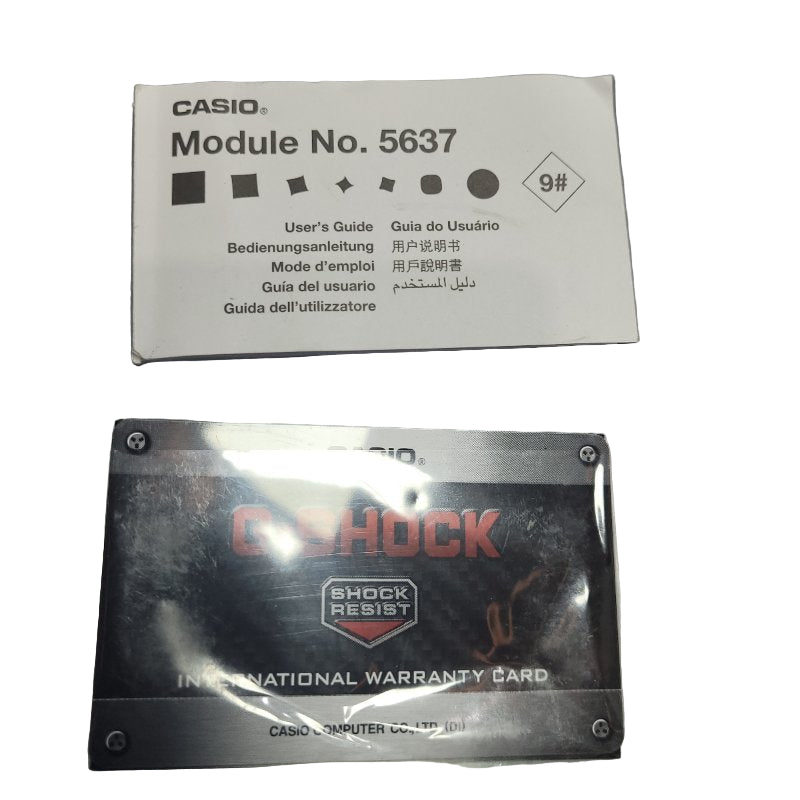 CASIO®
Module No. 5637
9#
User's Guide Guia do Usuário
Bedienungsanleitung 用户说明书
Mode d'emploi 用戶說明書
Guía del usuario دليل المستخدم
Guida dell'utilizzatore
CASIO®
G-SHOCK
SHOCK
RESIST
INTERNATIONAL WARRANTY CARD
CASIO COMPUTER CO.,LTD. (DI)